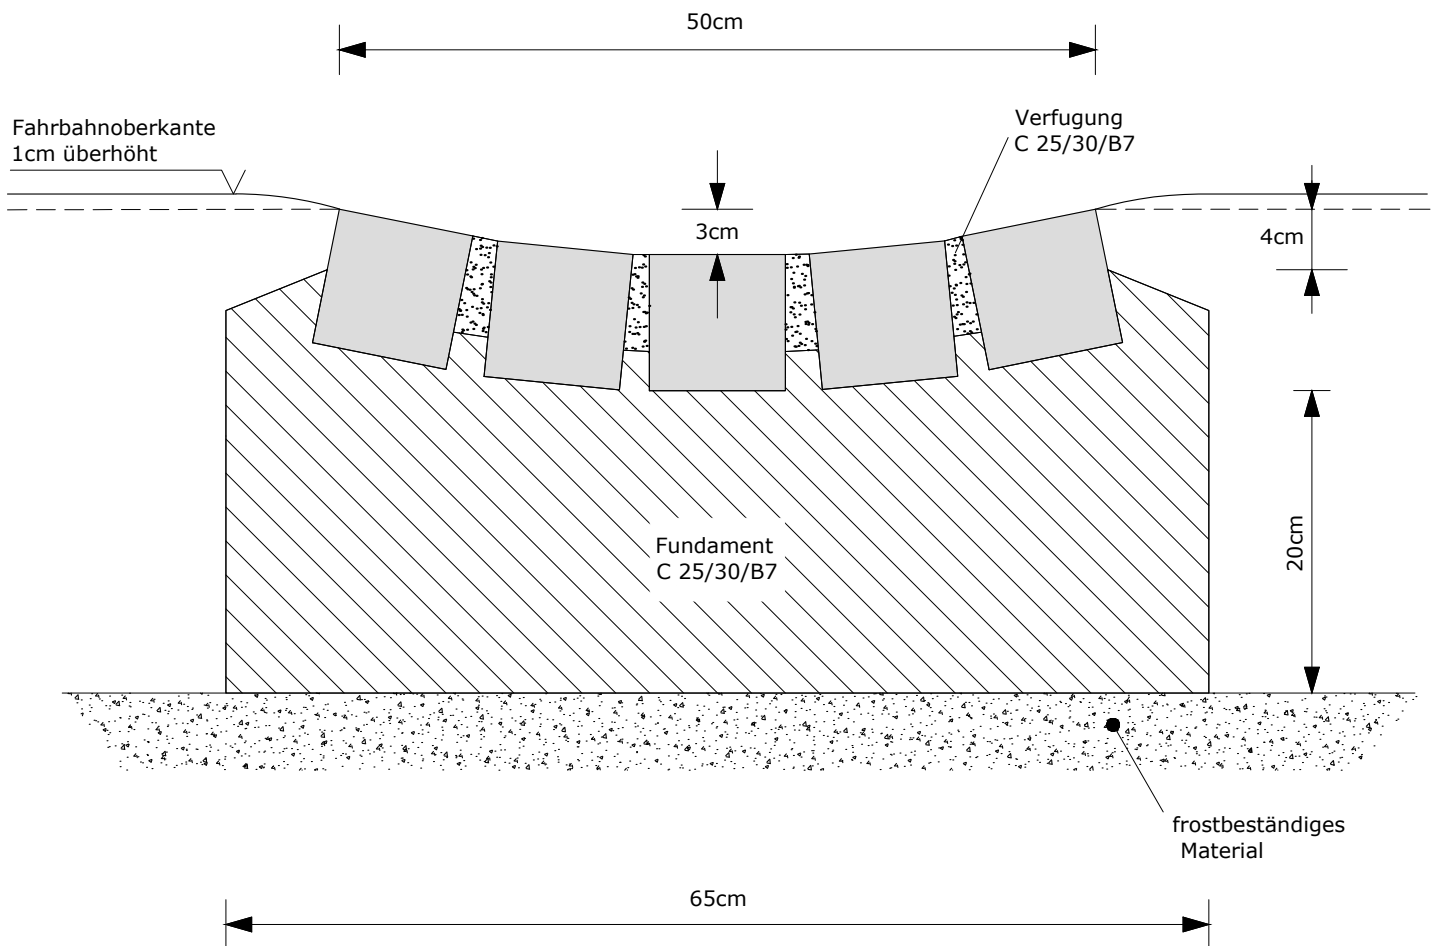 50cm
Fahrbahnoberkante
1cm überhöht
Verfugung
C 25/30/B7
3cm
4cm
20cm
Fundament
C 25/30/B7
frostbeständiges
Material
65cm